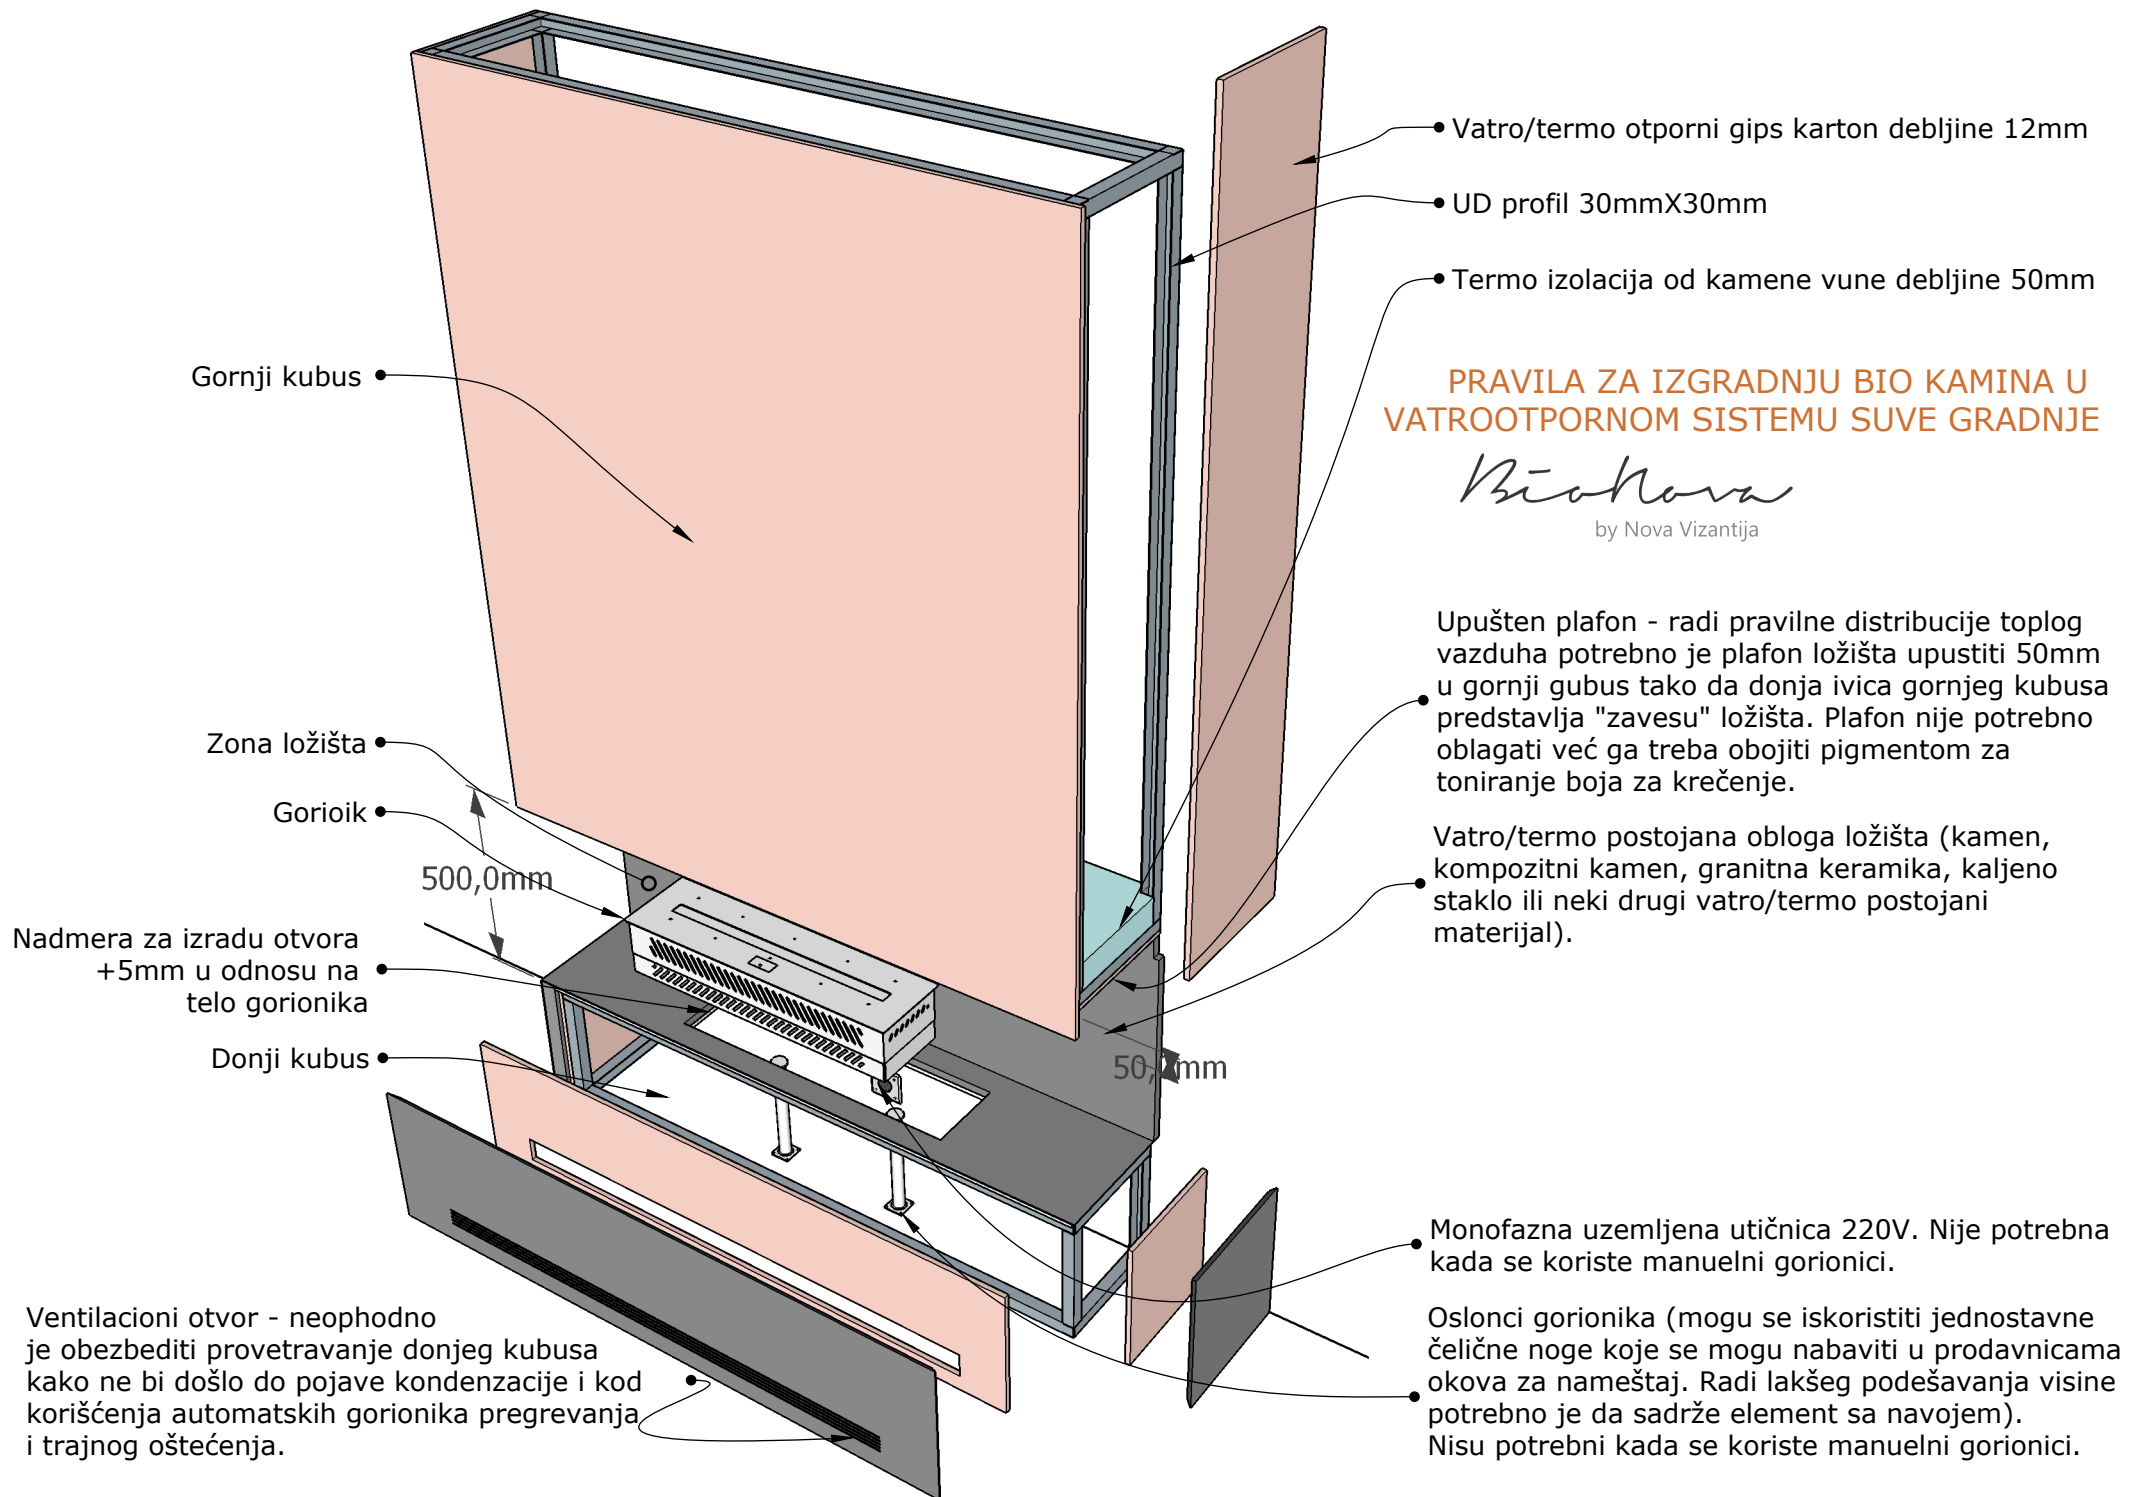 Vatro/termo otporni gips karton debljine 12mm
UD profil 30mmX30mm
Termo izolacija od kamene vune debljine 50mm
PRAVILA ZA IZGRADNJU BIO KAMINA U
VATROOTPORNOM SISTEMU SUVE GRADNJE
BioNova
by Nova Vizantija
Gornji kubus
Upušten plafon - radi pravilne distribucije toplog
vazduha potrebno je plafon ložišta upustiti 50mm
u gornji gubus tako da donja ivica gornjeg kubusa
predstavlja "zavesu" ložišta. Plafon nije potrebno
oblagati već ga treba obojiti pigmentom za
toniranje boja za krečenje.
Zona ložišta
Gorioik
500,0mm
Vatro/termo postojana obloga ložišta (kamen,
kompozitni kamen, granitna keramika, kaljeno
staklo ili neki drugi vatro/termo postojani
materijal).
Nadmera za izradu otvora
+5mm u odnosu na
telo gorionika
Donji kubus
50,0mm
Monofazna uzemljena utičnica 220V. Nije potrebna
kada se koriste manuelni gorionici.
Ventilacioni otvor - neophodno
je obezbediti provetravanje donjeg kubusa
kako ne bi došlo do pojave kondenzacije i kod
korišćenja automatskih gorionika pregrevanja
i trajnog oštećenja.
Oslonci gorionika (mogu se iskoristiti jednostavne
čelične noge koje se mogu nabaviti u prodavnicama
okova za nameštaj. Radi lakšeg podešavanja visine
potrebno je da sadrže element sa navojem).
Nisu potrebni kada se koriste manuelni gorionici.